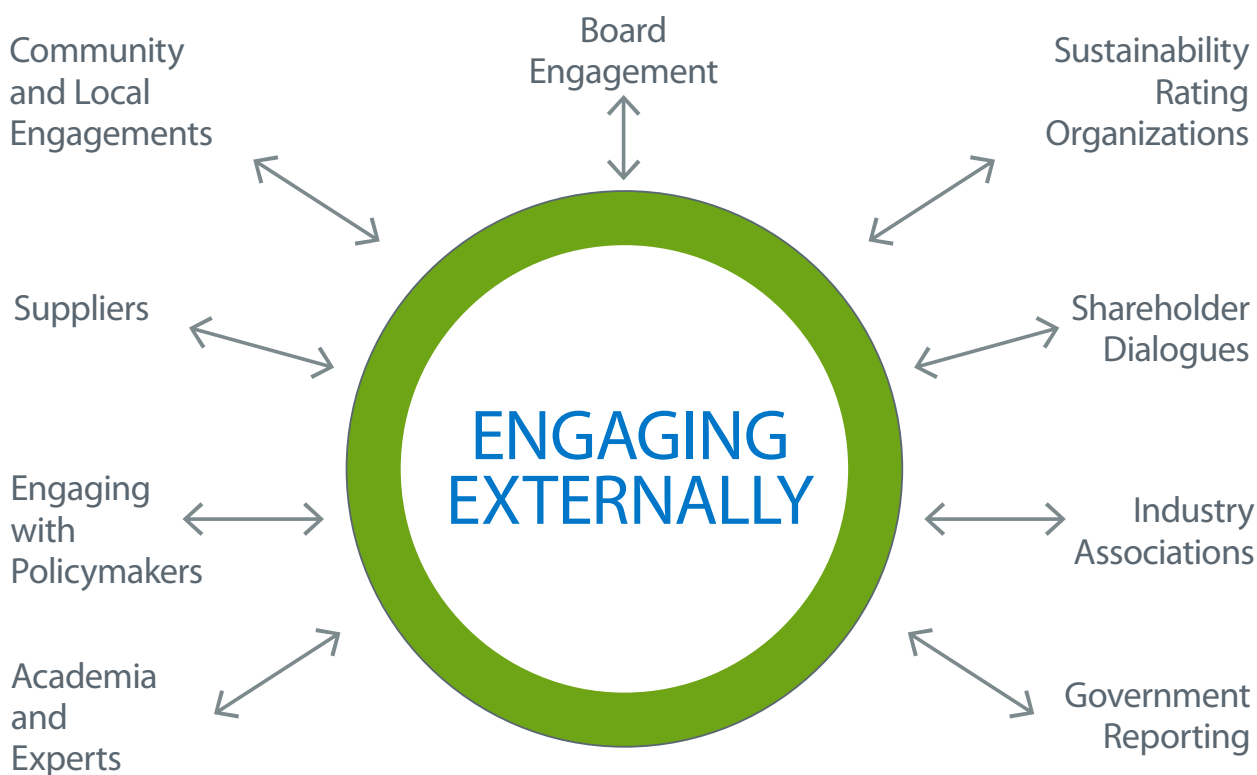 Community
and Local
Engagements
Board
Engagement
Sustainability
Rating
Organizations
Suppliers
Shareholder
Dialogues
ENGAGING
EXTERNALLY
Engaging
with
Policymakers
Industry
Associations
Academia
and
Experts
Government
Reporting